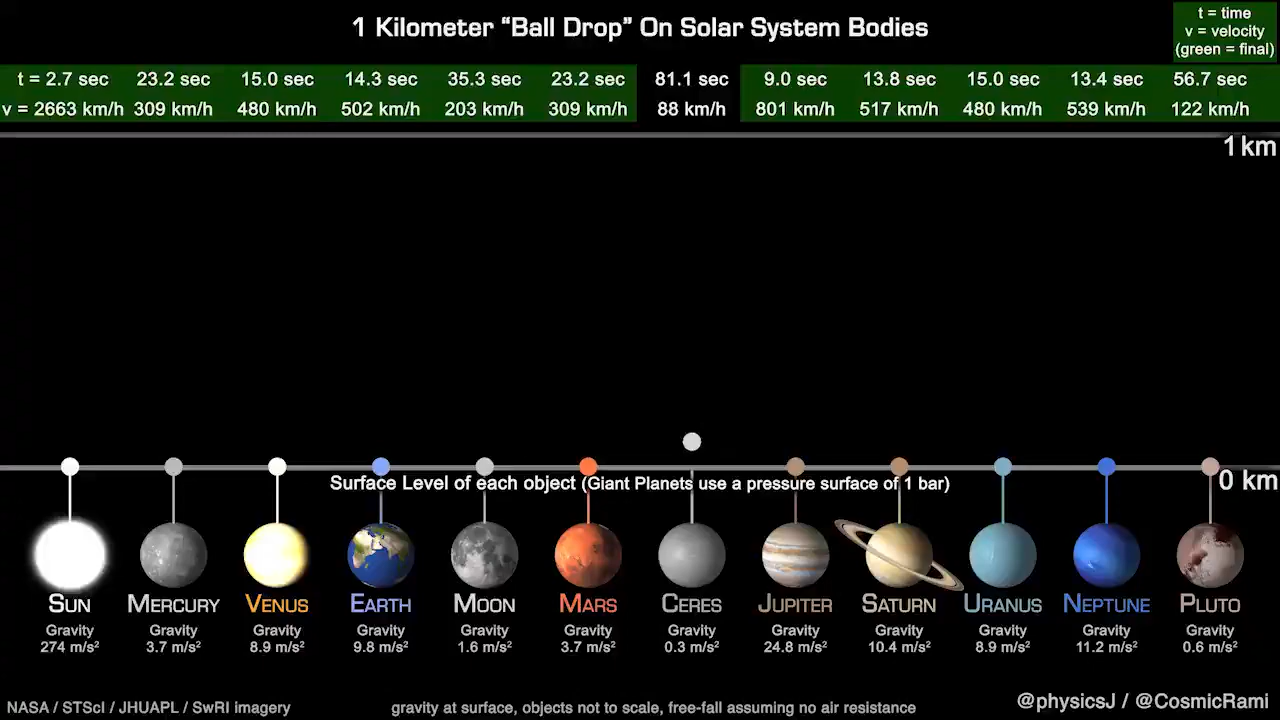 1 Kilometer “Ball Drop” On Solar System Bodies
t = time
v = velocity
(green = final)
t = 2.7 sec 23.2 sec 15.0 sec 14.3 sec 35.3 sec 23.2 sec 81.1 sec 9.0 sec 13.8 sec 15.0 sec 13.4 sec 56.7 sec
v = 2663 km/h 309 km/h 480 km/h 502 km/h 203 km/h 309 km/h 88 km/h 801 km/h 517 km/h 480 km/h 539 km/h 122 km/h
1 km
Surface Level of each object (Giant Planets use a pressure surface of 1 bar)
0 km
SUN MERCURY VENUS EARTH MOON MARS CERES JUPITER SATURN URANUS NEPTUNE PLUTO
Gravity Gravity Gravity Gravity Gravity Gravity Gravity Gravity Gravity Gravity Gravity Gravity
274 m/s² 3.7 m/s² 8.9 m/s² 9.8 m/s² 1.6 m/s² 3.7 m/s² 0.3 m/s² 24.8 m/s² 10.4 m/s² 8.9 m/s² 11.2 m/s² 0.6 m/s²
NASA / STScI / JHUAPL / SwRI imagery
gravity at surface, objects not to scale, free-fall assuming no air resistance
@physicsJ / @CosmicRami